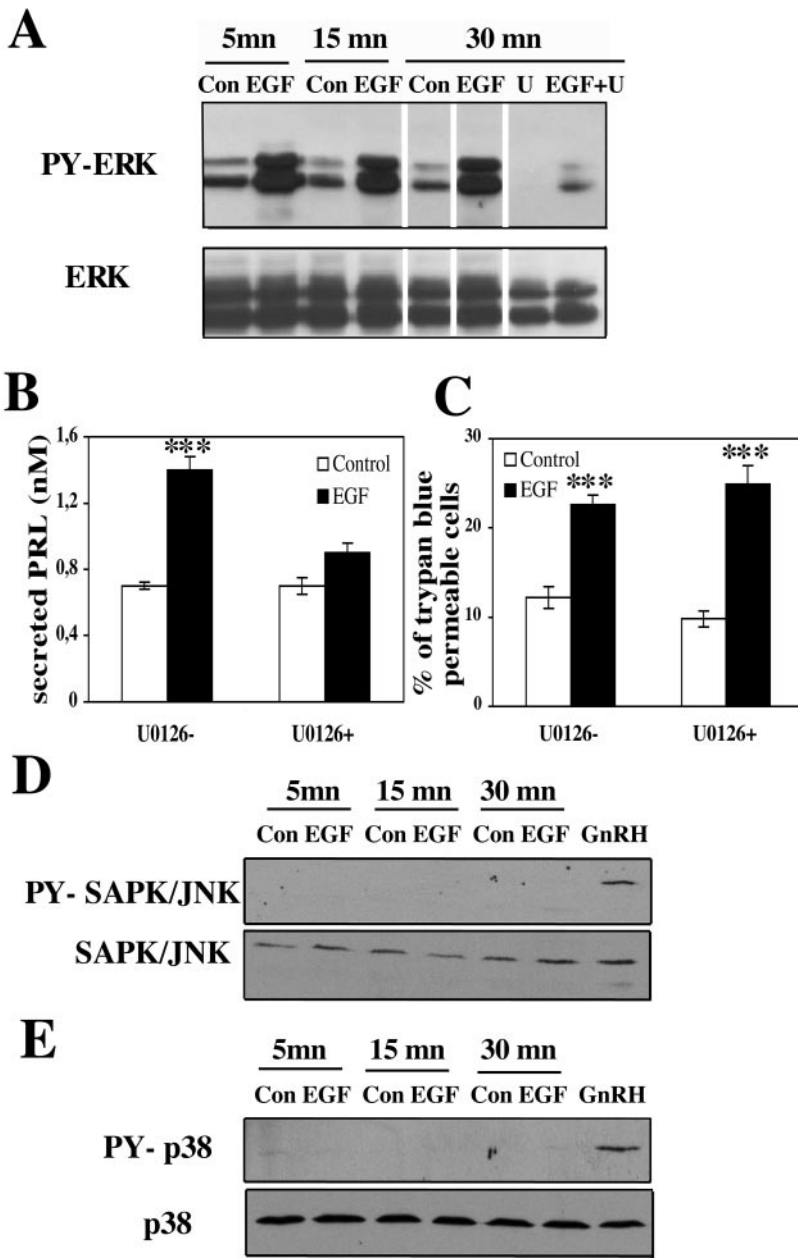 A
5mn 15 mn 30 mn
Con EGF Con EGF Con EGF U EGF+U
PY-ERK
ERK
B
secreted PRL (nM)
1,6
1,2
0,8
0,4
0
***
Control
EGF
U0126- U0126+
C
% of trypan blue
permeable cells
30
20
10
0
***
***
Control
EGF
U0126- U0126+
D
5mn 15 mn 30 mn
Con EGF Con EGF Con EGF GnRH
PY- SAPK/JNK
SAPK/JNK
E
5mn 15 mn 30 mn
Con EGF Con EGF Con EGF GnRH
PY- p38
p38